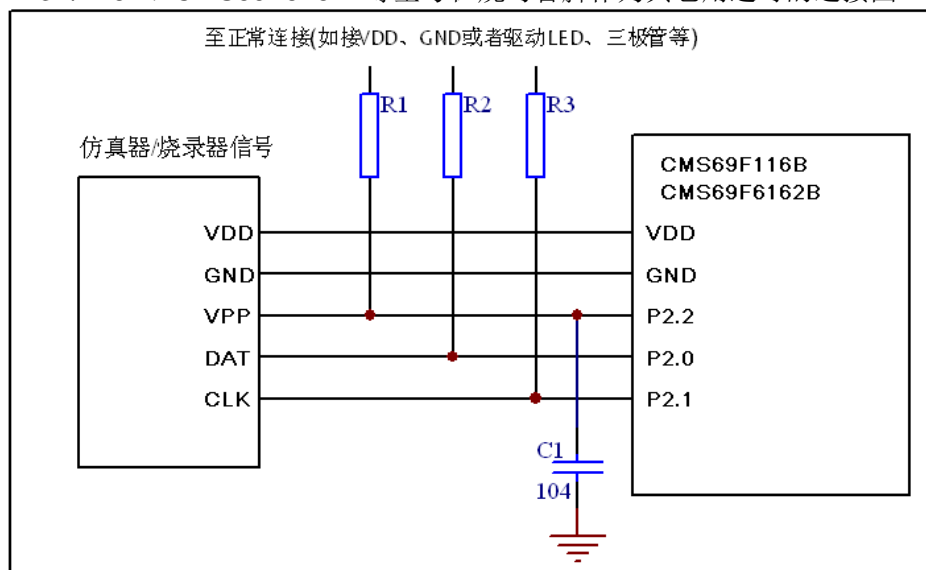 至正常连接(如接VDD、GND或者驱动LED、三极管等)
R1 R2 R3
仿真器/烧录器信号
CMS69F116B
CMS69F6162B
VDD VDD
GND GND
VPP P2.2
DAT P2.0
CLK P2.1
C1
104